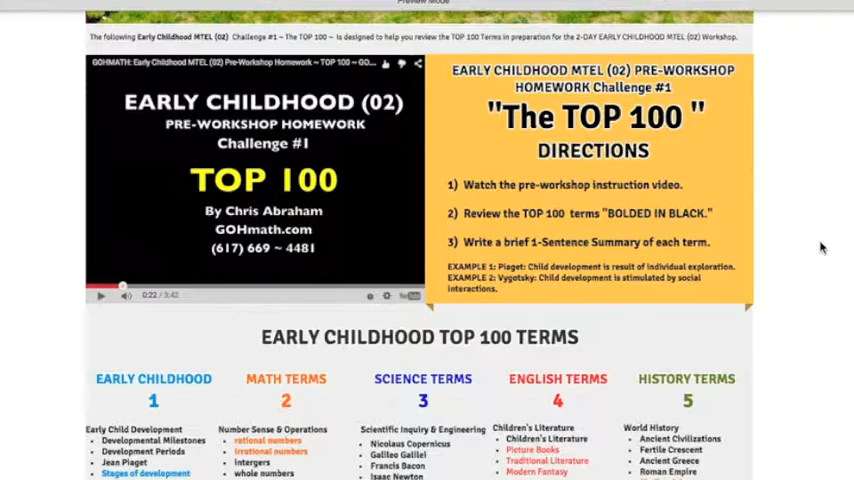 Preview Mode
The following Early Childhood MTEL (02) Challenge #1 ~ The TOP 100 ~ is designed to help you review the TOP 100 Terms in preparation for the 2-DAY EARLY CHILDHOOD MTEL (02) Workshop.
GOHMATH: Early Childhood MTEL (02) Pre-Workshop Homework ~ TOP 100 ~ GO...
EARLY CHILDHOOD (02)
PRE-WORKSHOP HOMEWORK
Challenge #1
TOP 100
By Chris Abraham
GOHmath.com
(617) 669 ~ 4481
0:22 / 3:42
YouTube
EARLY CHILDHOOD MTEL (02) PRE-WORKSHOP
HOMEWORK Challenge #1
"The TOP 100 "
DIRECTIONS
1) Watch the pre-workshop instruction video.
2) Review the TOP 100 terms "BOLDED IN BLACK."
3) Write a brief 1-Sentence Summary of each term.
EXAMPLE 1: Piaget: Child development is result of individual exploration.
EXAMPLE 2: Vygotsky: Child development is stimulated by social
interactions.
EARLY CHILDHOOD TOP 100 TERMS
EARLY CHILDHOOD
1
Early Child Development
• Developmental Milestones
• Development Periods
• Jean Piaget
• Stages of development
MATH TERMS
2
Number Sense & Operations
• rational numbers
• irrational numbers
• intergers
• whole numbers
SCIENCE TERMS
3
Scientific Inquiry & Engineering
• Nicolaus Copernicus
• Galileo Galilei
• Francis Bacon
• Isaac Newton
ENGLISH TERMS
4
Children's Literature
• Children's Literature
• Picture Books
• Traditional Literature
• Modern Fantasy
HISTORY TERMS
5
World History
• Ancient Civilizations
• Fertile Crescent
• Ancient Greece
• Roman Empire